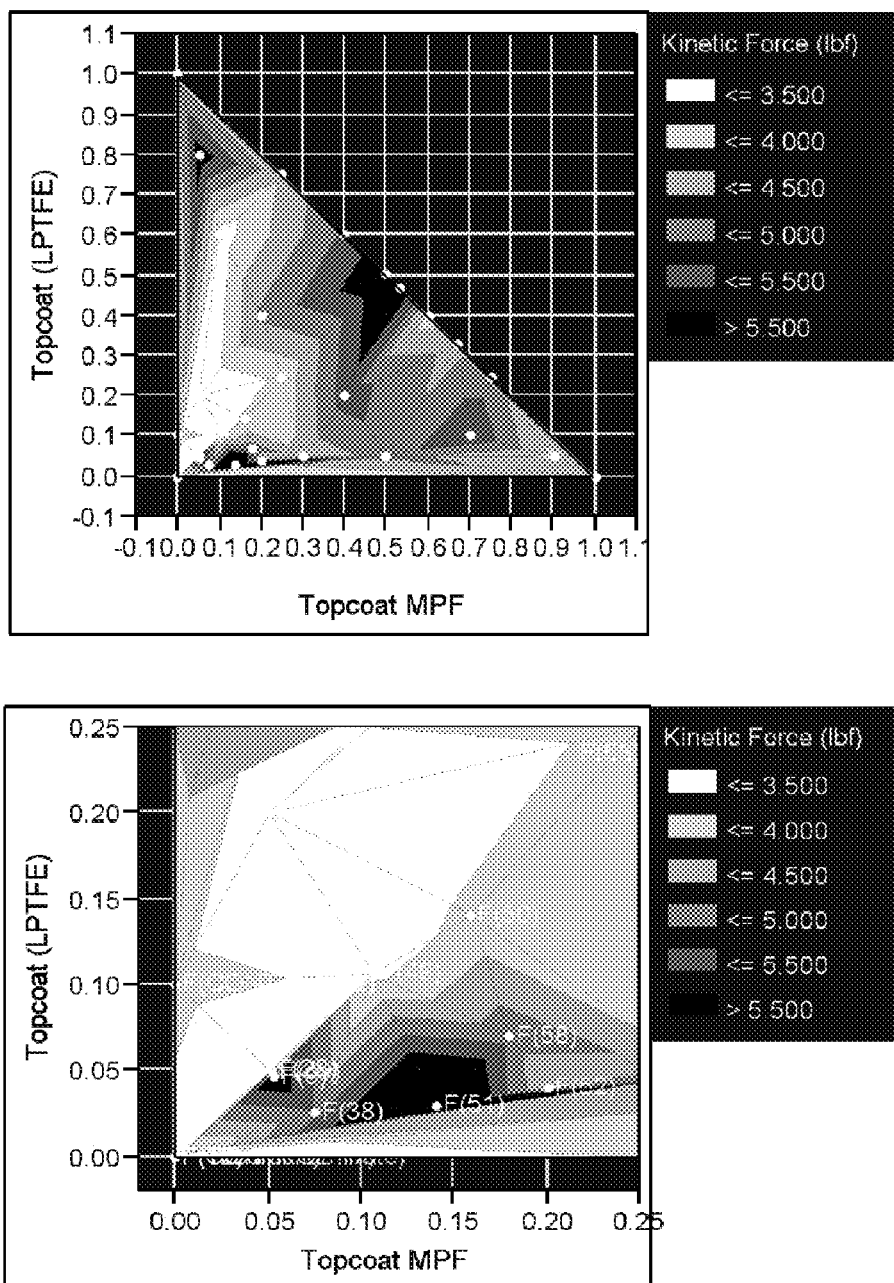 1.1
1.0
0.9
0.8
0.7
0.6
0.5
0.4
0.3
0.2
0.1
0.0
-0.1
Topcoat (LPTFE)
-0.1 0.0 0.1 0.2 0.3 0.4 0.5 0.6 0.7 0.8 0.9 1.0 1.1
Topcoat MPF
Kinetic Force (lbf)
<= 3 500
<= 4 000
<= 4 500
<= 5 000
<= 5 500
> 5 500
0.25
0.20
0.15
0.10
0.05
0.00
Topcoat (LPTFE)
F(58)
F(38)
F(51)
0.00 0.05 0.10 0.15 0.20 0.25
Topcoat MPF
Kinetic Force (lbf)
<= 3 500
<= 4 000
<= 4.500
<= 5.000
<= 5 500
> 5 500